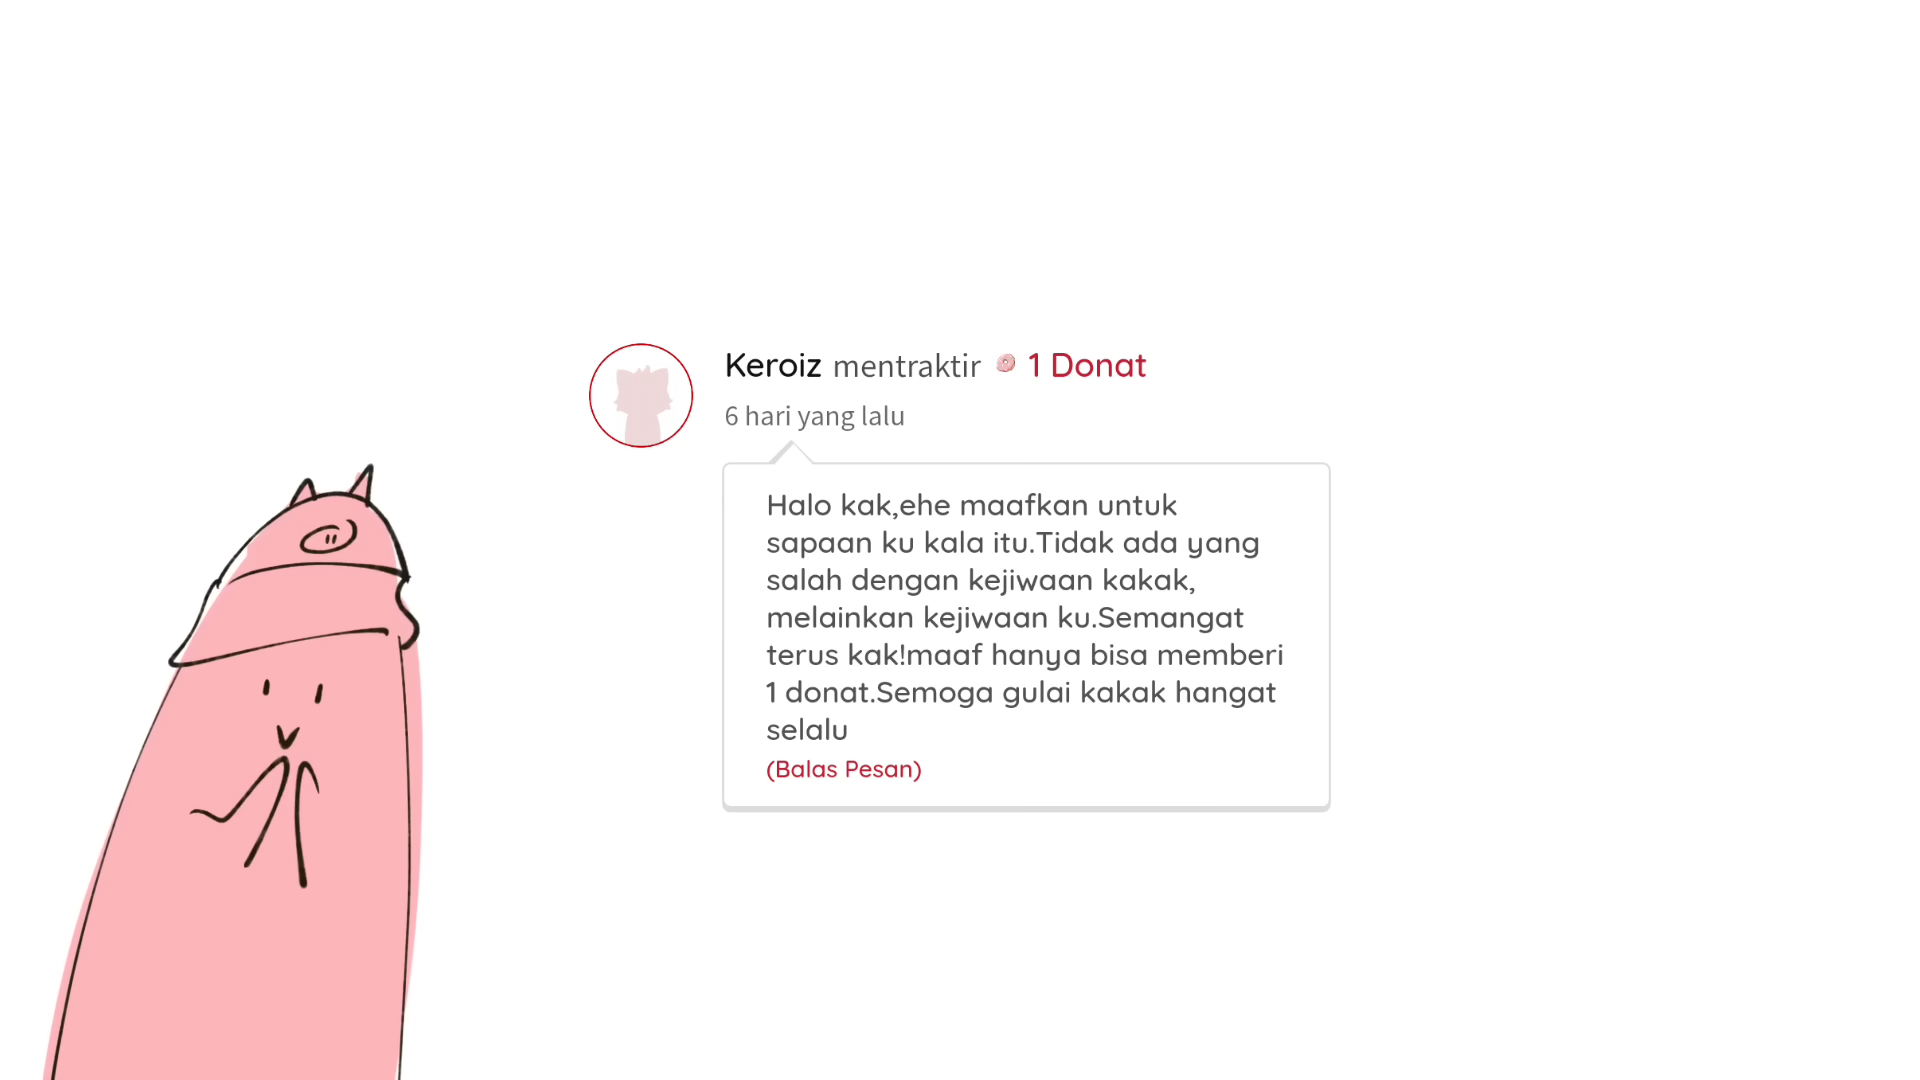 Keroiz mentraktir 1 Donat
6 hari yang lalu
Halo kak,ehe maafkan untuk
sapaan ku kala itu.Tidak ada yang
salah dengan kejiwaan kakak,
melainkan kejiwaan ku.Semangat
terus kak!maaf hanya bisa memberi
1 donat.Semoga gulai kakak hangat
selalu
(Balas Pesan)